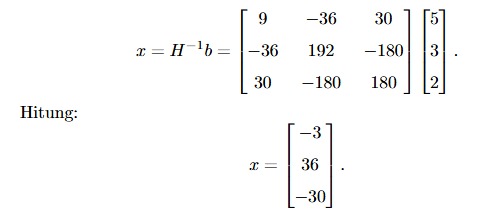 x = H⁻¹b = [9 −36 30; −36 192 −180; 30 −180 180] [5; 3; 2] .
Hitung:
x = [−3; 36; −30] .